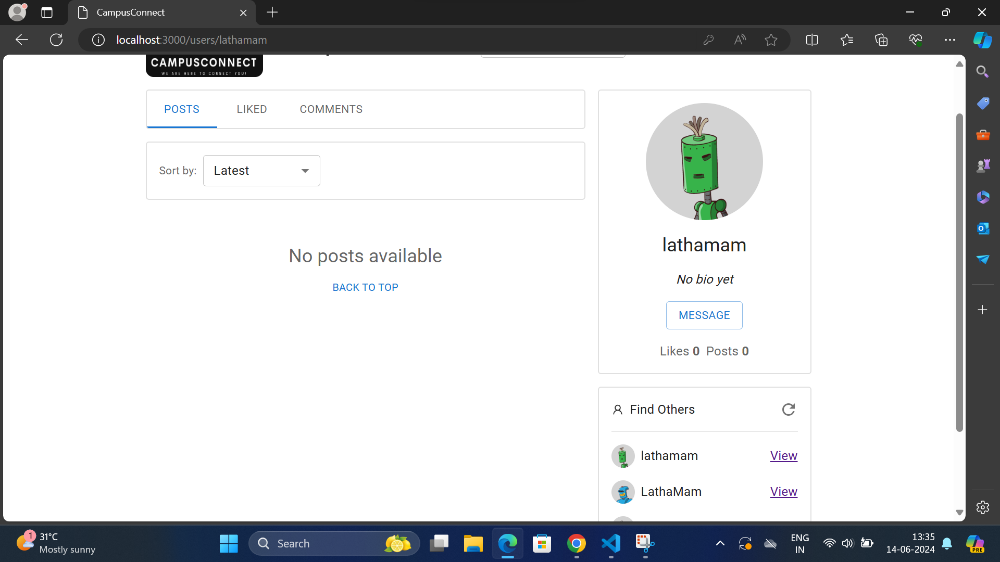 CampusConnect
localhost:3000/users/lathamam
CAMPUSCONNECT
WE ARE HERE TO CONNECT YOU!
POSTS LIKED COMMENTS
Sort by: Latest
No posts available
BACK TO TOP
lathamam
No bio yet
MESSAGE
Likes 0 Posts 0
Find Others
lathamam View
LathaMam View
1
31°C
Mostly sunny
Search
ENG
IN
13:35
14-06-2024
PRE